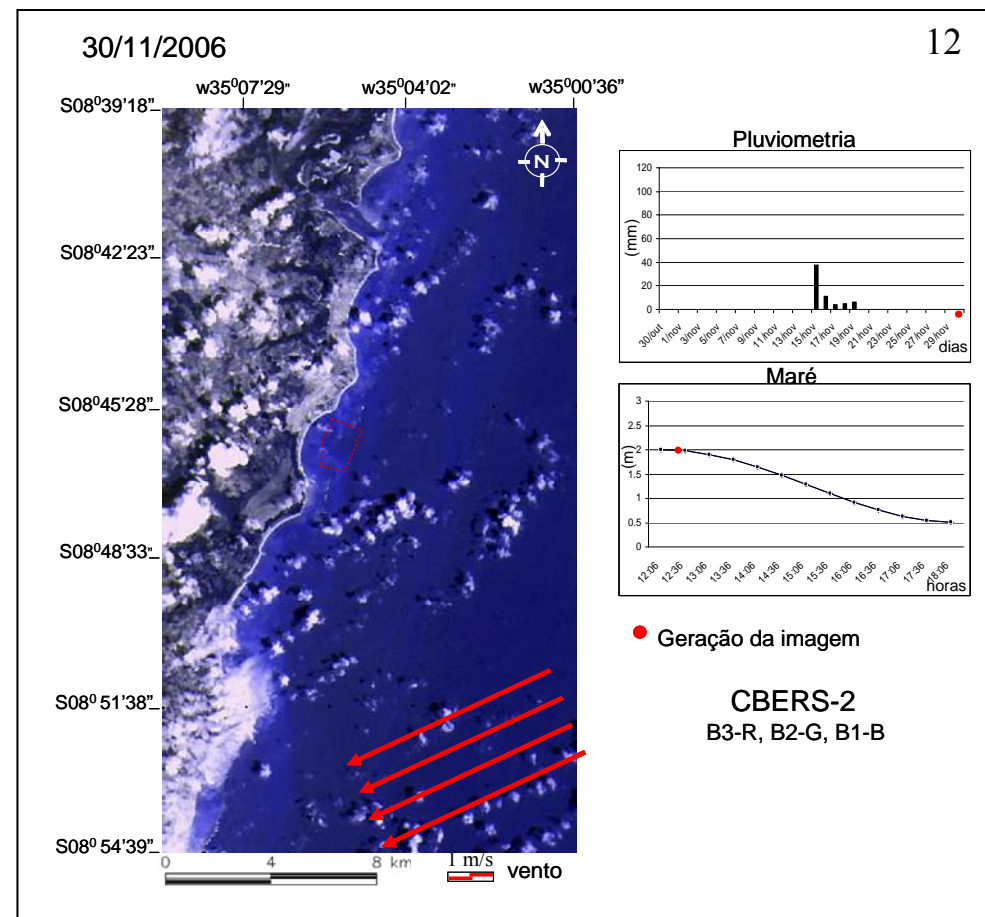 30/11/2006
12
w35⁰07'29" w35⁰04'02" w35⁰00'36"
S08⁰39'18"
S08⁰42'23"
S08⁰45'28"
S08⁰48'33"
S08⁰ 51'38"
S08⁰ 54'39"
N
0 4 8 km
1 m/s
vento
Pluviometria
120
100
80
60
40
20
0
(mm)
30/out 1/nov 3/nov 5/nov 7/nov 9/nov 11/nov 13/nov 15/nov 17/nov 19/nov 21/nov 23/nov 25/nov 27/nov 29/nov
dias
Maré
3
2.5
2
1.5
1
0.5
0
(m)
12:06 12:36 13:06 13:36 14:06 14:36 15:06 15:36 16:06 16:36 17:06 17:36 18:06
horas
Geração da imagem
CBERS-2
B3-R, B2-G, B1-B